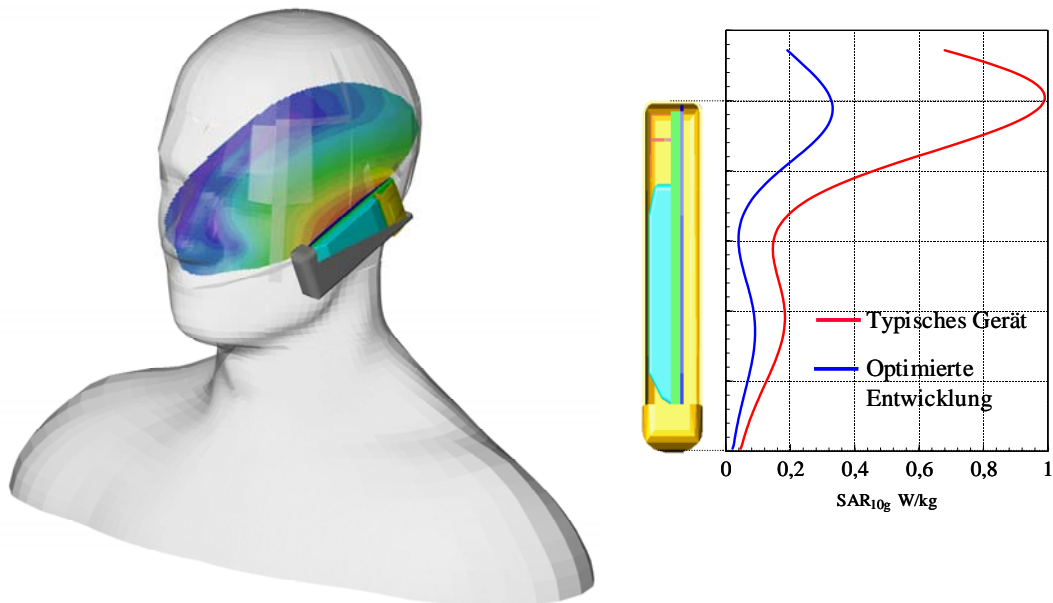 Typisches Gerät
Optimierte
Entwicklung
0 0,2 0,4 0,6 0,8 1
SAR10g W/kg